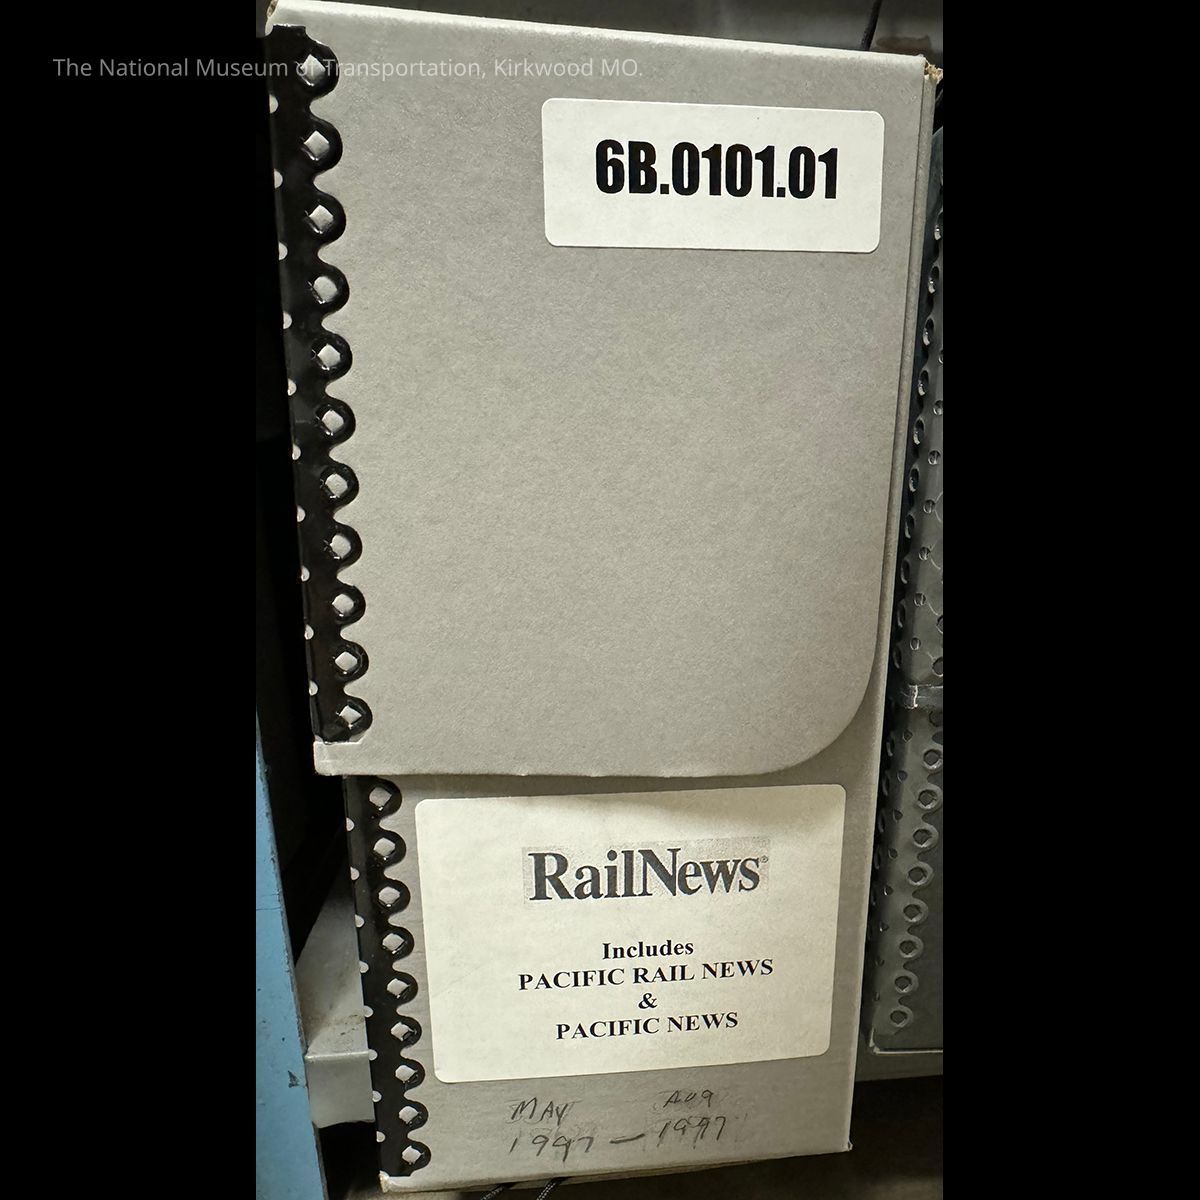 The National Museum of Transportation, Kirkwood MO.
6B.0101.01
RailNews®
Includes
PACIFIC RAIL NEWS
&
PACIFIC NEWS
MAY AUG
1997 — 1997